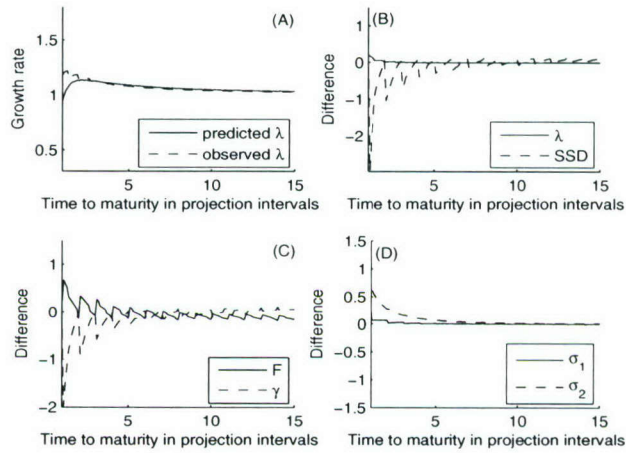 (A)
1.5
1
0.5
Growth rate
predicted λ
observed λ
5 10 15
Time to maturity in projection intervals
(B)
1
0
-1
-2
Difference
λ
SSD
5 10 15
Time to maturity in projection intervals
(C)
1
0
-1
-2
Difference
F
γ
5 10 15
Time to maturity in projection intervals
(D)
1.5
1
0.5
0
-0.5
-1
-1.5
Difference
σ1
σ2
5 10 15
Time to maturity in projection intervals